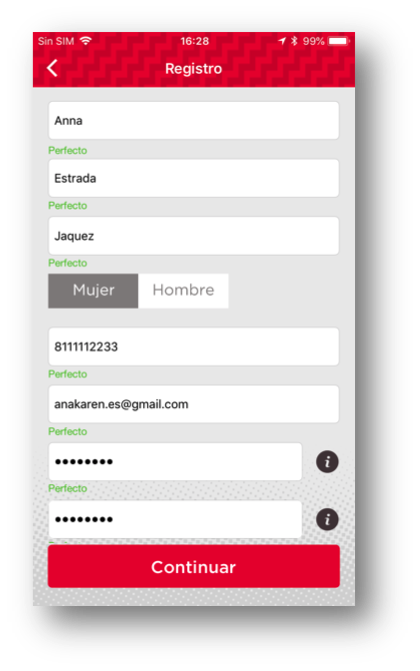 Sin SIM 16:28 99%
Registro
Anna
Perfecto
Estrada
Perfecto
Jaquez
Perfecto
Mujer Hombre
8111112233
Perfecto
anakaren.es@gmail.com
Perfecto
••••••••
i
Perfecto
••••••••
i
Continuar